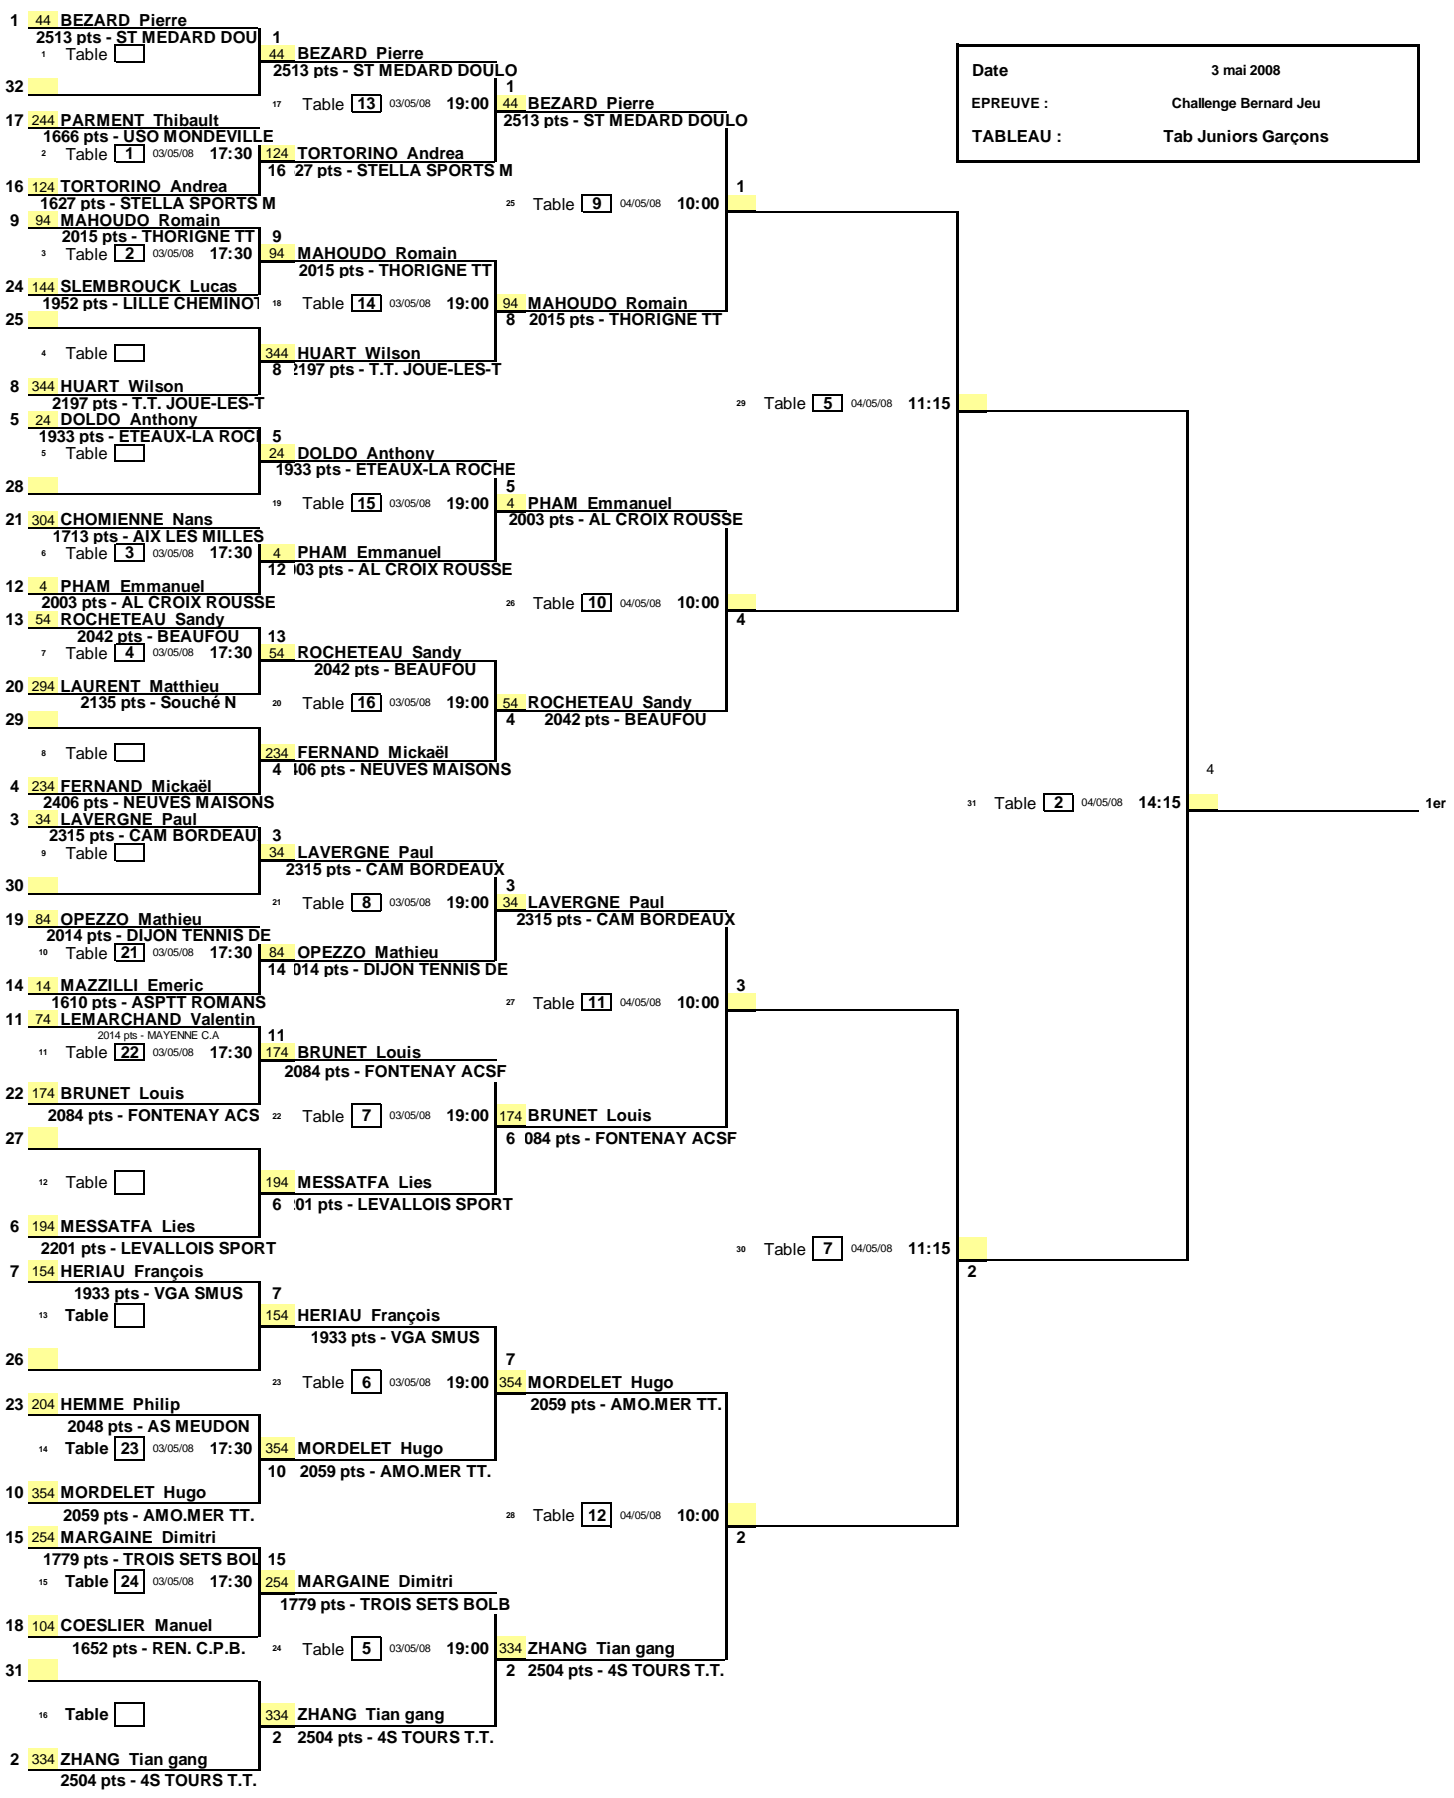 Date 3 mai 2008
EPREUVE : Challenge Bernard Jeu
TABLEAU : Tab Juniors Garçons
1 44 BEZARD Pierre
2513 pts - ST MEDARD DOU
1 Table
32
17 244 PARMENT Thibault
1666 pts - USO MONDEVILLE
2 Table 1 03/05/08 17:30
16 124 TORTORINO Andrea
1627 pts - STELLA SPORTS M
9 94 MAHOUDO Romain
2015 pts - THORIGNE TT
3 Table 2 03/05/08 17:30
24 144 SLEMBROUCK Lucas
1952 pts - LILLE CHEMINOT
25
4 Table
8 344 HUART Wilson
2197 pts - T.T. JOUE-LES-T
5 24 DOLDO Anthony
1933 pts - ETEAUX-LA ROCI
5 Table
28
21 304 CHOMIENNE Nans
1713 pts - AIX LES MILLES
6 Table 3 03/05/08 17:30
12 4 PHAM Emmanuel
2003 pts - AL CROIX ROUSSE
13 54 ROCHETEAU Sandy
2042 pts - BEAUFOU
7 Table 4 03/05/08 17:30
20 294 LAURENT Matthieu
2135 pts - Souché N
29
8 Table
4 234 FERNAND Mickaël
2406 pts - NEUVES MAISONS
3 34 LAVERGNE Paul
2315 pts - CAM BORDEAU
9 Table
30
19 84 OPEZZO Mathieu
2014 pts - DIJON TENNIS DE
10 Table 21 03/05/08 17:30
14 14 MAZZILLI Emeric
1610 pts - ASPTT ROMANS
11 74 LEMARCHAND Valentin
2014 pts - MAYENNE C.A
11 Table 22 03/05/08 17:30
22 174 BRUNET Louis
2084 pts - FONTENAY ACS
27
12 Table
6 194 MESSATFA Lies
2201 pts - LEVALLOIS SPORT
7 154 HERIAU François
1933 pts - VGA SMUS
13 Table
26
23 204 HEMME Philip
2048 pts - AS MEUDON
14 Table 23 03/05/08 17:30
10 354 MORDELET Hugo
2059 pts - AMO.MER TT.
15 254 MARGAINE Dimitri
1779 pts - TROIS SETS BOL
15 Table 24 03/05/08 17:30
18 104 COESLIER Manuel
1652 pts - REN. C.P.B.
31
16 Table
2 334 ZHANG Tian gang
2504 pts - 4S TOURS T.T.
1
44 BEZARD Pierre
2513 pts - ST MEDARD DOULO
17 Table 13 03/05/08 19:00
124 TORTORINO Andrea
16 27 pts - STELLA SPORTS M
9
94 MAHOUDO Romain
2015 pts - THORIGNE TT
18 Table 14 03/05/08 19:00
344 HUART Wilson
8 2197 pts - T.T. JOUE-LES-T
5
24 DOLDO Anthony
1933 pts - ETEAUX-LA ROCHE
19 Table 15 03/05/08 19:00
4 PHAM Emmanuel
12 003 pts - AL CROIX ROUSSE
13
54 ROCHETEAU Sandy
2042 pts - BEAUFOU
20 Table 16 03/05/08 19:00
234 FERNAND Mickaël
4 406 pts - NEUVES MAISONS
3
34 LAVERGNE Paul
2315 pts - CAM BORDEAUX
21 Table 8 03/05/08 19:00
84 OPEZZO Mathieu
14 014 pts - DIJON TENNIS DE
11
174 BRUNET Louis
2084 pts - FONTENAY ACSF
22 Table 7 03/05/08 19:00
194 MESSATFA Lies
6 201 pts - LEVALLOIS SPORT
7
154 HERIAU François
1933 pts - VGA SMUS
23 Table 6 03/05/08 19:00
354 MORDELET Hugo
10 2059 pts - AMO.MER TT.
15
254 MARGAINE Dimitri
1779 pts - TROIS SETS BOLB
24 Table 5 03/05/08 19:00
334 ZHANG Tian gang
2 2504 pts - 4S TOURS T.T.
1
44 BEZARD Pierre
2513 pts - ST MEDARD DOULO
25 Table 9 04/05/08 10:00
94 MAHOUDO Romain
8 2015 pts - THORIGNE TT
5
4 PHAM Emmanuel
2003 pts - AL CROIX ROUSSE
26 Table 10 04/05/08 10:00
54 ROCHETEAU Sandy
4 2042 pts - BEAUFOU
3
34 LAVERGNE Paul
2315 pts - CAM BORDEAUX
27 Table 11 04/05/08 10:00
174 BRUNET Louis
6 084 pts - FONTENAY ACSF
7
354 MORDELET Hugo
2059 pts - AMO.MER TT.
28 Table 12 04/05/08 10:00
334 ZHANG Tian gang
2 2504 pts - 4S TOURS T.T.
1
29 Table 5 04/05/08 11:15
4
3
30 Table 7 04/05/08 11:15
2
2
4
31 Table 2 04/05/08 14:15
1er